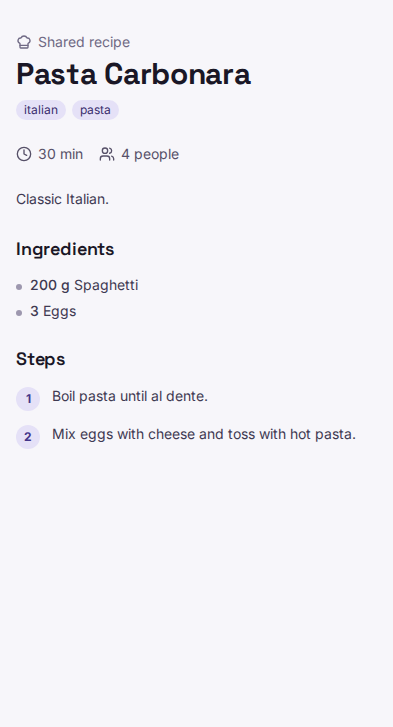 Shared recipe
Pasta Carbonara
italian pasta
30 min 4 people
Classic Italian.
Ingredients
200 g Spaghetti
3 Eggs
Steps
1 Boil pasta until al dente.
2 Mix eggs with cheese and toss with hot pasta.